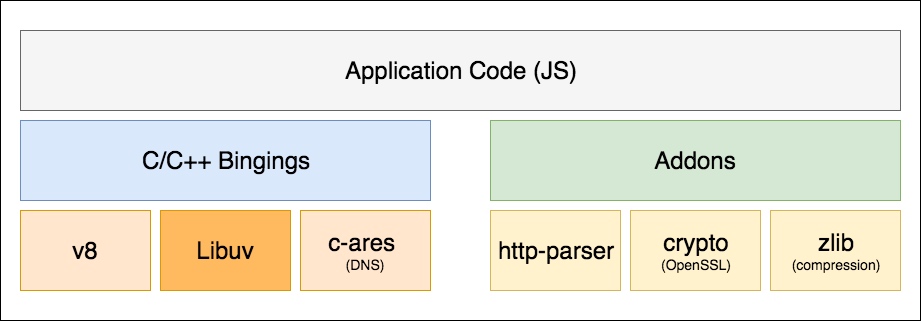 Application Code (JS)
C/C++ Bingings
Addons
v8
Libuv
c-ares
(DNS)
http-parser
crypto
(OpenSSL)
zlib
(compression)